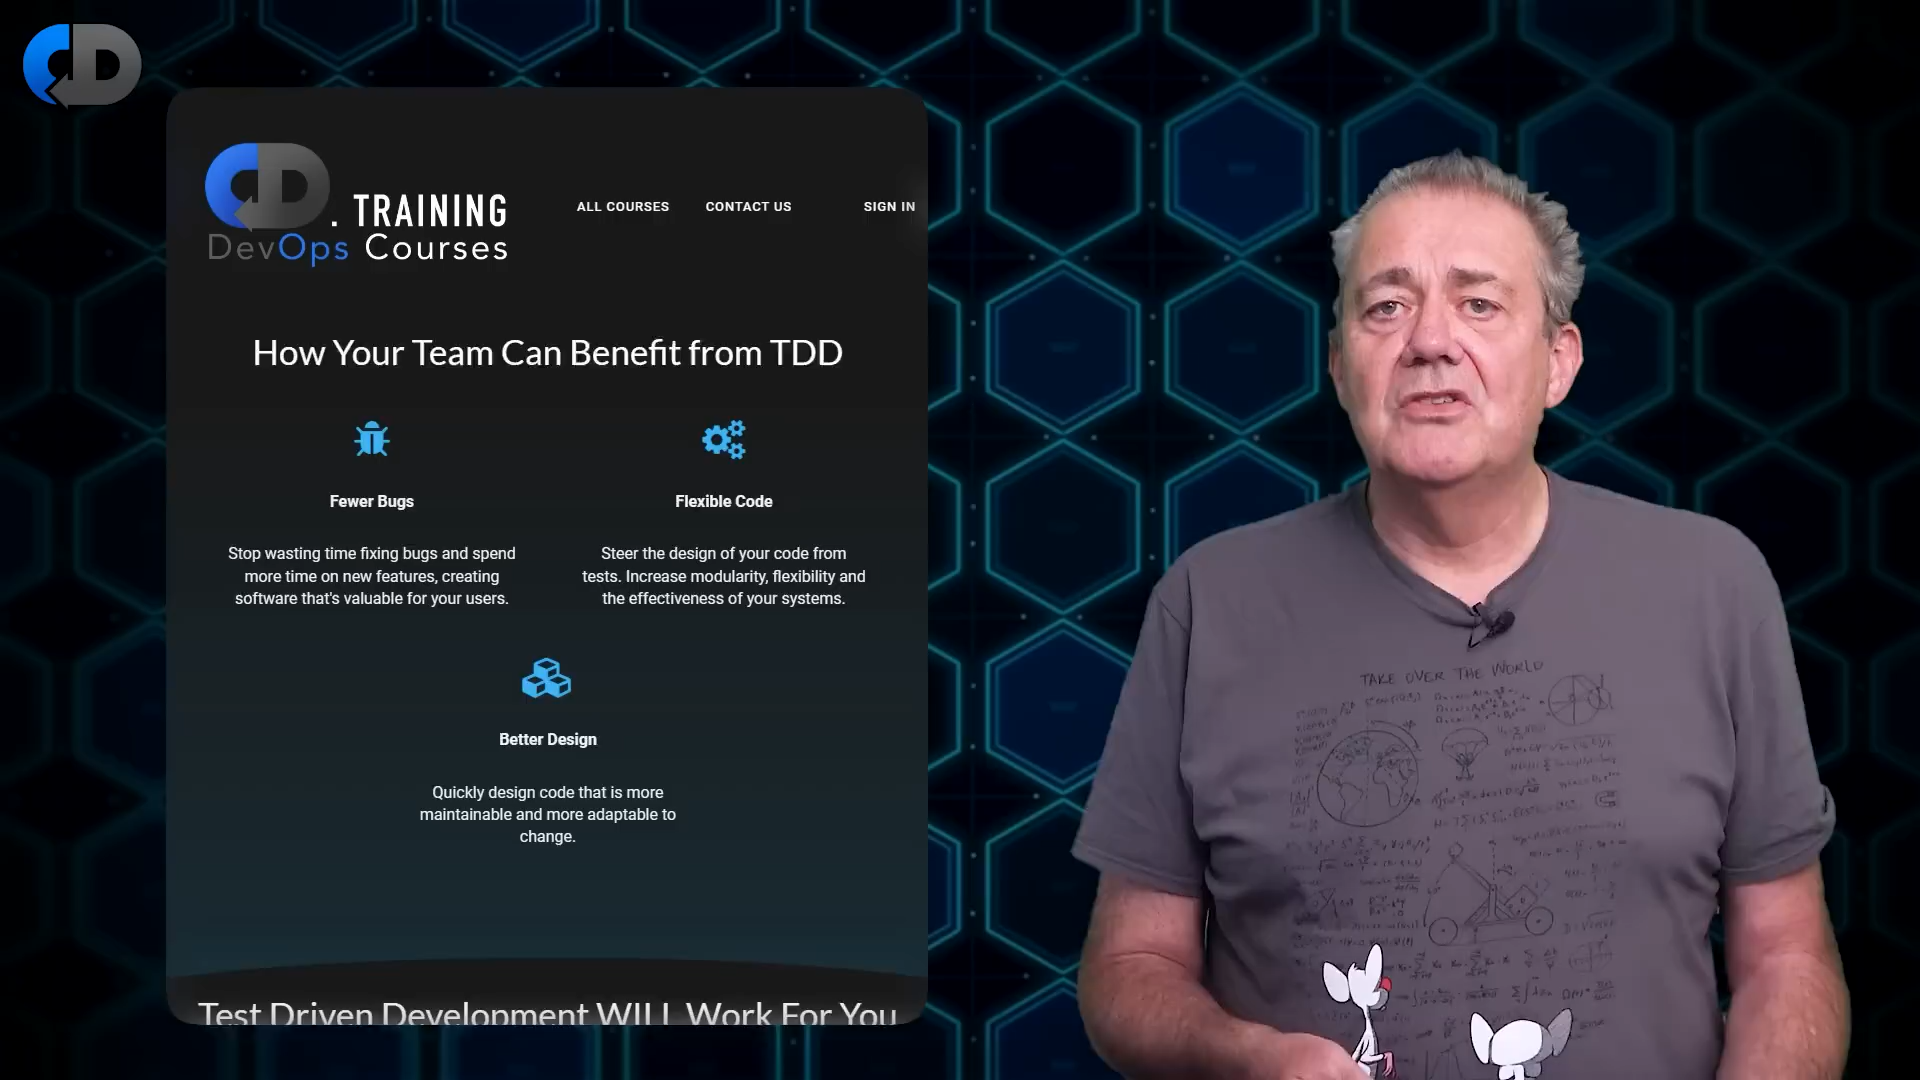 CD
CD. TRAINING
DevOps Courses
ALL COURSES
CONTACT US
SIGN IN
How Your Team Can Benefit from TDD
Fewer Bugs
Stop wasting time fixing bugs and spend
more time on new features, creating
software that's valuable for your users.
Flexible Code
Steer the design of your code from
tests. Increase modularity, flexibility and
the effectiveness of your systems.
Better Design
Quickly design code that is more
maintainable and more adaptable to
change.
Test Driven Development WILL Work For You
TAKE OVER THE WORLD